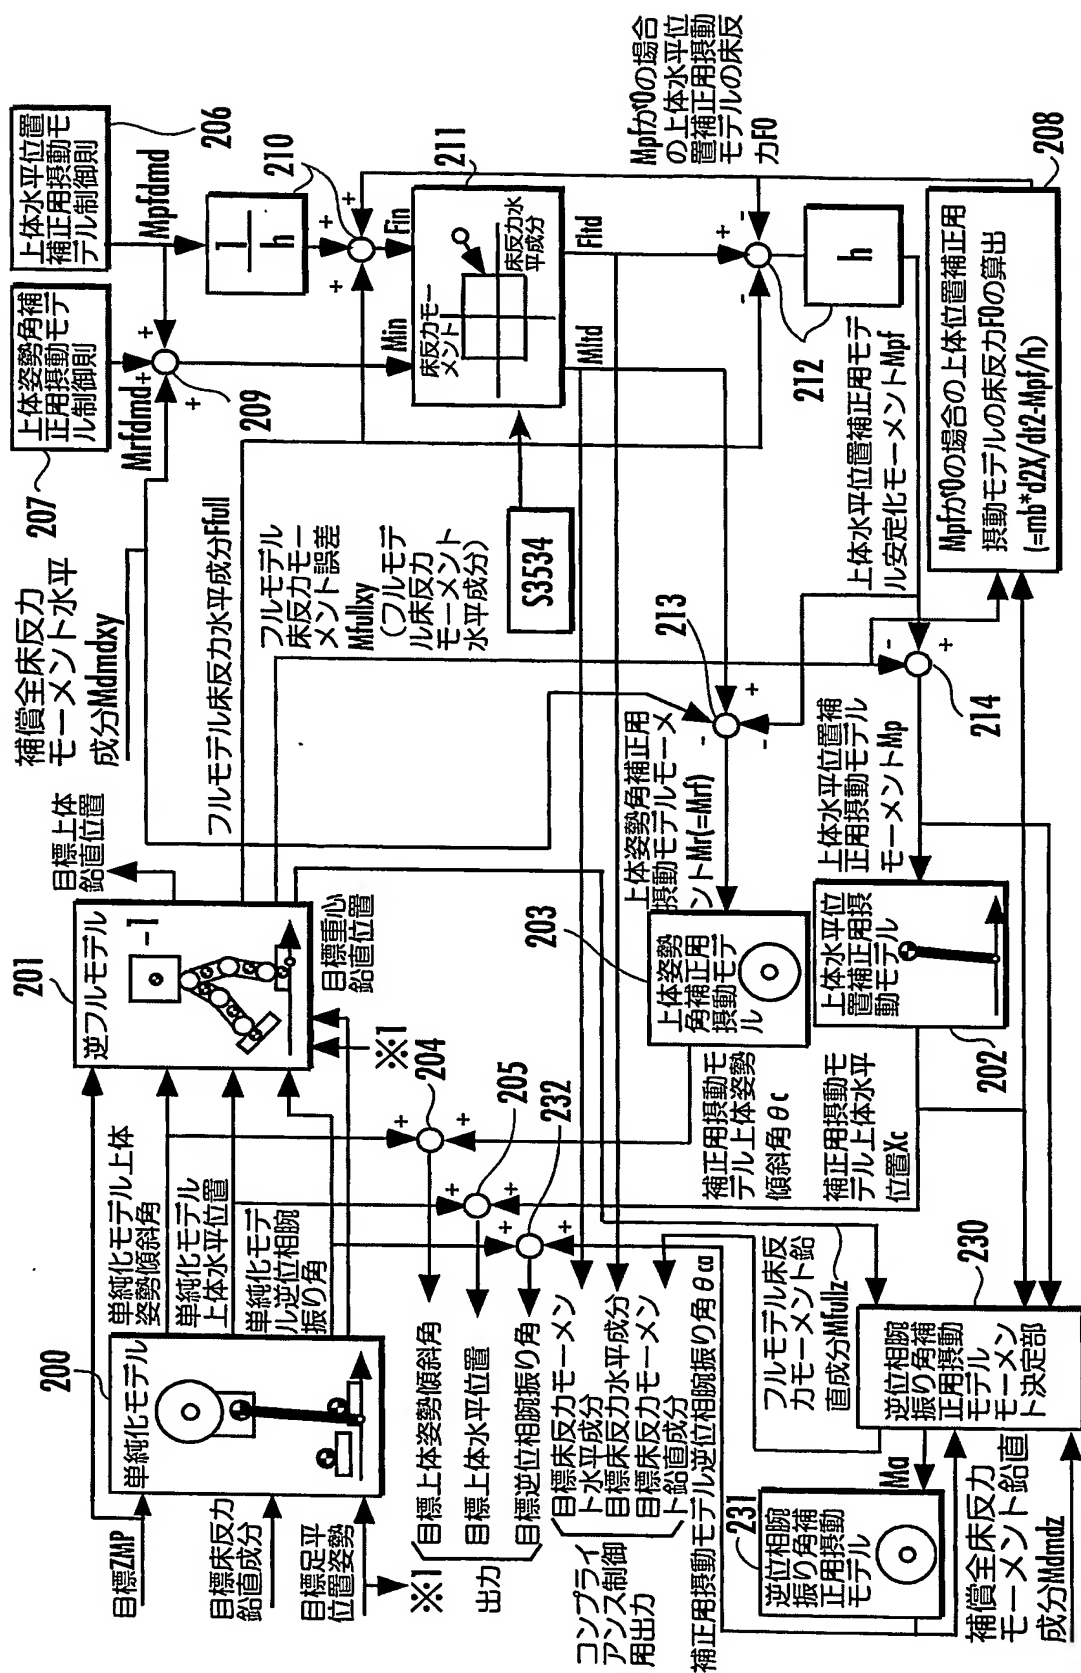 上体水平位置
補正用摂動モ
デル制御則
206
上体姿勢角補
正用摂動モデ
ル制御則
207
Mpfdmd
Mrfdmd
1
h
210
209
補償全床反力
モーメント水平
成分Mdmdxy
Fin
Min
211
床反力モー
メント
床反力水
平成分
Fltd
Mltd
S3534
Mpfが0の場合
の上体水平位
置補正用摂動
モデルの床反
力F0
フルモデル床反力水平成分Ffull
フルモデル
床反力モー
メント誤差
Mfullxy
(フルモデ
ル床反力
モーメント
水平成分)
h
212
上体水平位置補正用モデ
ル安定化モーメントMpf
208
Mpfが0の場合の上体位置補正用
摂動モデルの床反力F0の算出
(=mb*d2X/dt2-Mpf/h)
213
214
目標上体
鉛直位置
201
逆フルモデル
-1
目標重心
鉛直位置
※1
上体姿勢角補正用
摂動モデルモーメ
ントMr(=Mrf)
上体水平位置補
正用摂動モデル
モーメントMp
203
上体姿勢
角補正用
摂動モデ
ル
上体水平位
置補正用摂
動モデル
202
204
205
232
補正用摂動モ
デル上体姿勢
傾斜角θc
補正用摂動モ
デル上体水平
位置Xc
単純化モデル上体
姿勢傾斜角
単純化モデル
上体水平位置
単純化モデ
ル逆位相腕
振り角
200
単純化モデル
目標ZMP
目標床反力
鉛直成分
目標足平
位置姿勢
※1
目標上体姿勢傾斜角
目標上体水平位置
目標逆位相腕振り角
出力
目標床反力モーメン
ト水平成分
目標床反力水平成分
目標床反力モーメン
ト鉛直成分
コンプライ
アンス制御
用出力
補正用摂動モデル逆位相腕振り角θca
フルモデル床反
力モーメント鉛
直成分Mfullz
230
逆位相腕
振り角補
正用摂動
モデル
モーメン
ト決定部
Ma
231
逆位相腕
振り角補
正用摂動
モデル
補償全床反力
モーメント鉛直
成分Mdmdz